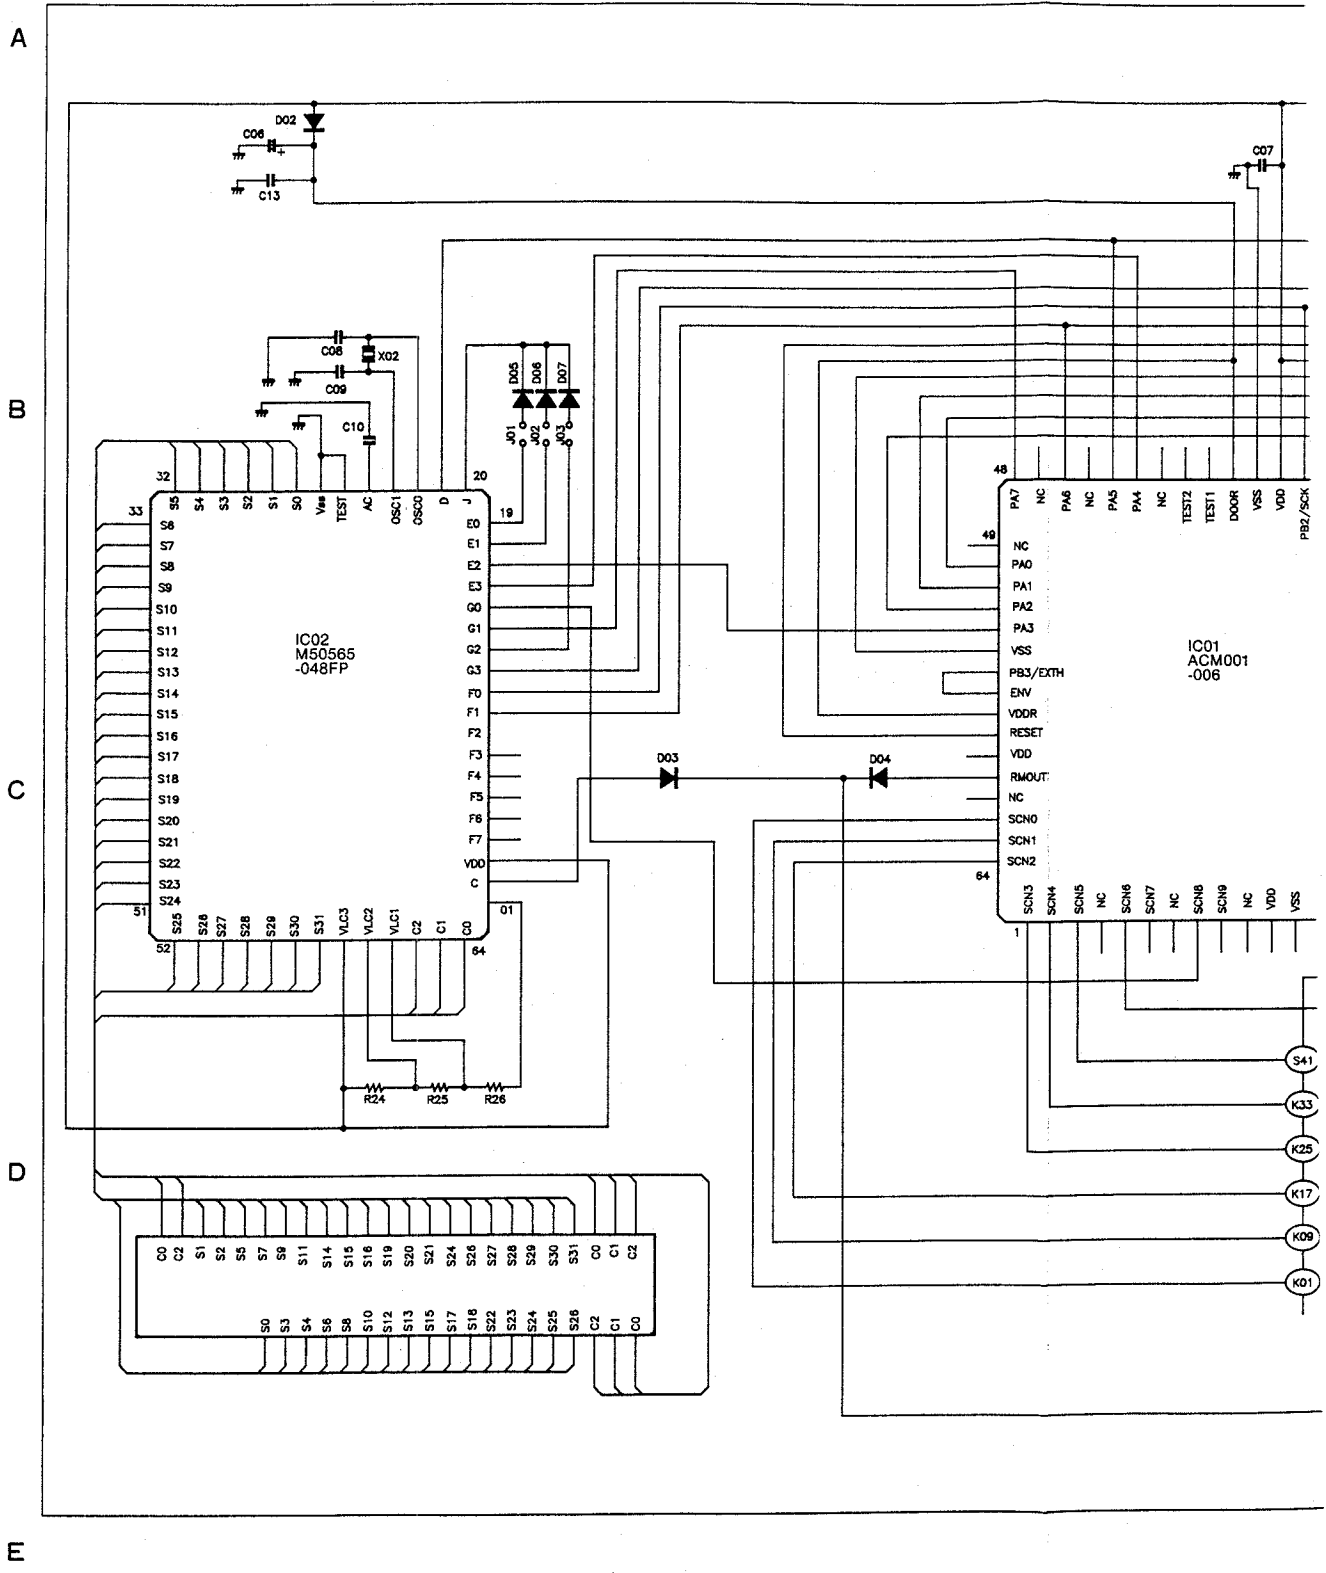 A
D02
C06
+
C13
C07
C08
X02
C09
C10
D05 D06 D07
J01 J02 J03
B
32
20
S5 S4 S3 S2 S1 S0 Vss TEST AC OSC1 OSC0 D J
33
19
S6
S7
S8
S9
S10
S11
S12
S13
S14
S15
S16
S17
S18
S19
S20
S21
S22
S23
S24
51
IC02
M50565
-048FP
E0
E1
E2
E3
G0
G1
G2
G3
F0
F1
F2
F3
F4
F5
F6
F7
VDD
C
01
S25 S26 S27 S28 S29 S30 S31 VLC3 VLC2 VLC1 C2 C1 C0
52
64
48
PA7 NC PA6 NC PA5 PA4 NC TEST2 TEST1 DOOR VSS VDD PB2/SCK
49
NC
PA0
PA1
PA2
PA3
VSS
PB3/EXTH
ENV
VDDR
RESET
VDD
RMOUT
NC
SCN0
SCN1
SCN2
64
IC01
ACM001
-006
SCN3 SCN4 SCN5 NC SCN6 SCN7 NC SCN8 SCN9 NC VDD VSS
1
D03
D04
C
R24
R25
R26
S41
K33
K25
K17
K09
K01
D
C0 C2 S1 S2 S5 S7 S9 S11 S14 S15 S16 S19 S20 S21 S24 S26 S27 S28 S29 S30 S31 C0 C1 C2
S0 S3 S4 S6 S8 S10 S12 S13 S15 S17 S18 S22 S23 S24 S25 S26 C2 C1 C0
E